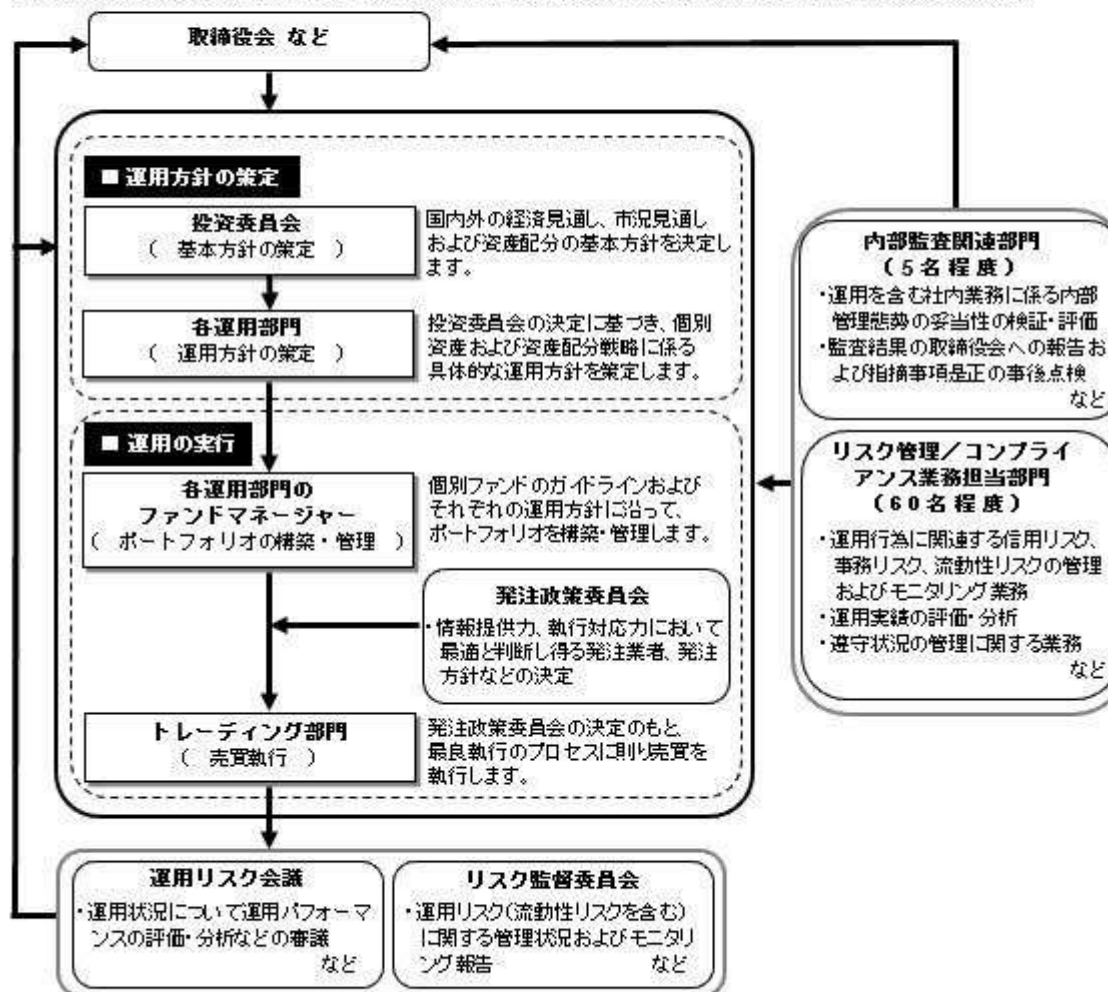 取締役会 など
■ 運用方針の策定
投資委員会
( 基本方針の策定 )
国内外の経済見通し、市況見通し
および資産配分の基本方針を決定し
ます。
各運用部門
( 運用方針の策定 )
投資委員会の決定に基づき、個別
資産および資産配分戦略に係る
具体的な運用方針を策定します。
■ 運用の実行
各運用部門の
ファンドマネージャー
( ポートフォリオの構築・管理 )
個別ファンドのガイドラインおよび
それぞれの運用方針に沿って、
ポートフォリオを構築・管理します。
発注政策委員会
・情報提供力、執行対応力において
最適と判断し得る発注業者、発注
方針などの決定
トレーディング部門
( 売買執行 )
発注政策委員会の決定のもと、
最良執行のプロセスに則り売買を
執行します。
内部監査関連部門
(5名程度)
・運用を含む社内業務に係る内部
管理態勢の妥当性の検証・評価
・監査結果の取締役会への報告お
よび指摘事項是正の事後点検
など
リスク管理/コンプライ
アンス業務担当部門
(60名程度)
・運用行為に関連する信用リスク、
事務リスク、流動性リスクの管理
およびモニタリング業務
・運用実績の評価・分析
・遵守状況の管理に関する業務
など
運用リスク会議
・運用状況について運用パフォーマ
ンスの評価・分析などの審議
など
リスク監督委員会
・運用リスク(流動性リスクを含む)
に関する管理状況およびモニタリ
ング報告 など